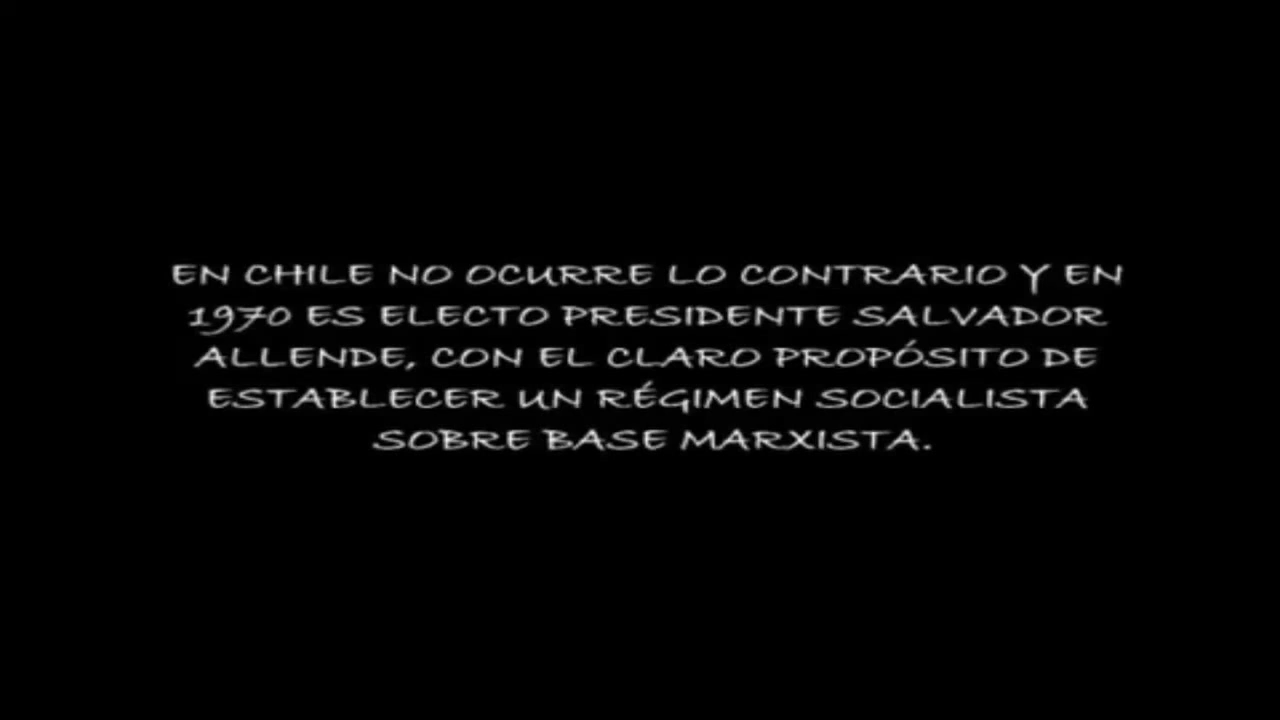 EN CHILE NO OCURRE LO CONTRARIO Y EN
1970 ES ELECTO PRESIDENTE SALVADOR
ALLENDE, CON EL CLARO PROPÓSITO DE
ESTABLECER UN RÉGIMEN SOCIALISTA
SOBRE BASE MARXISTA.